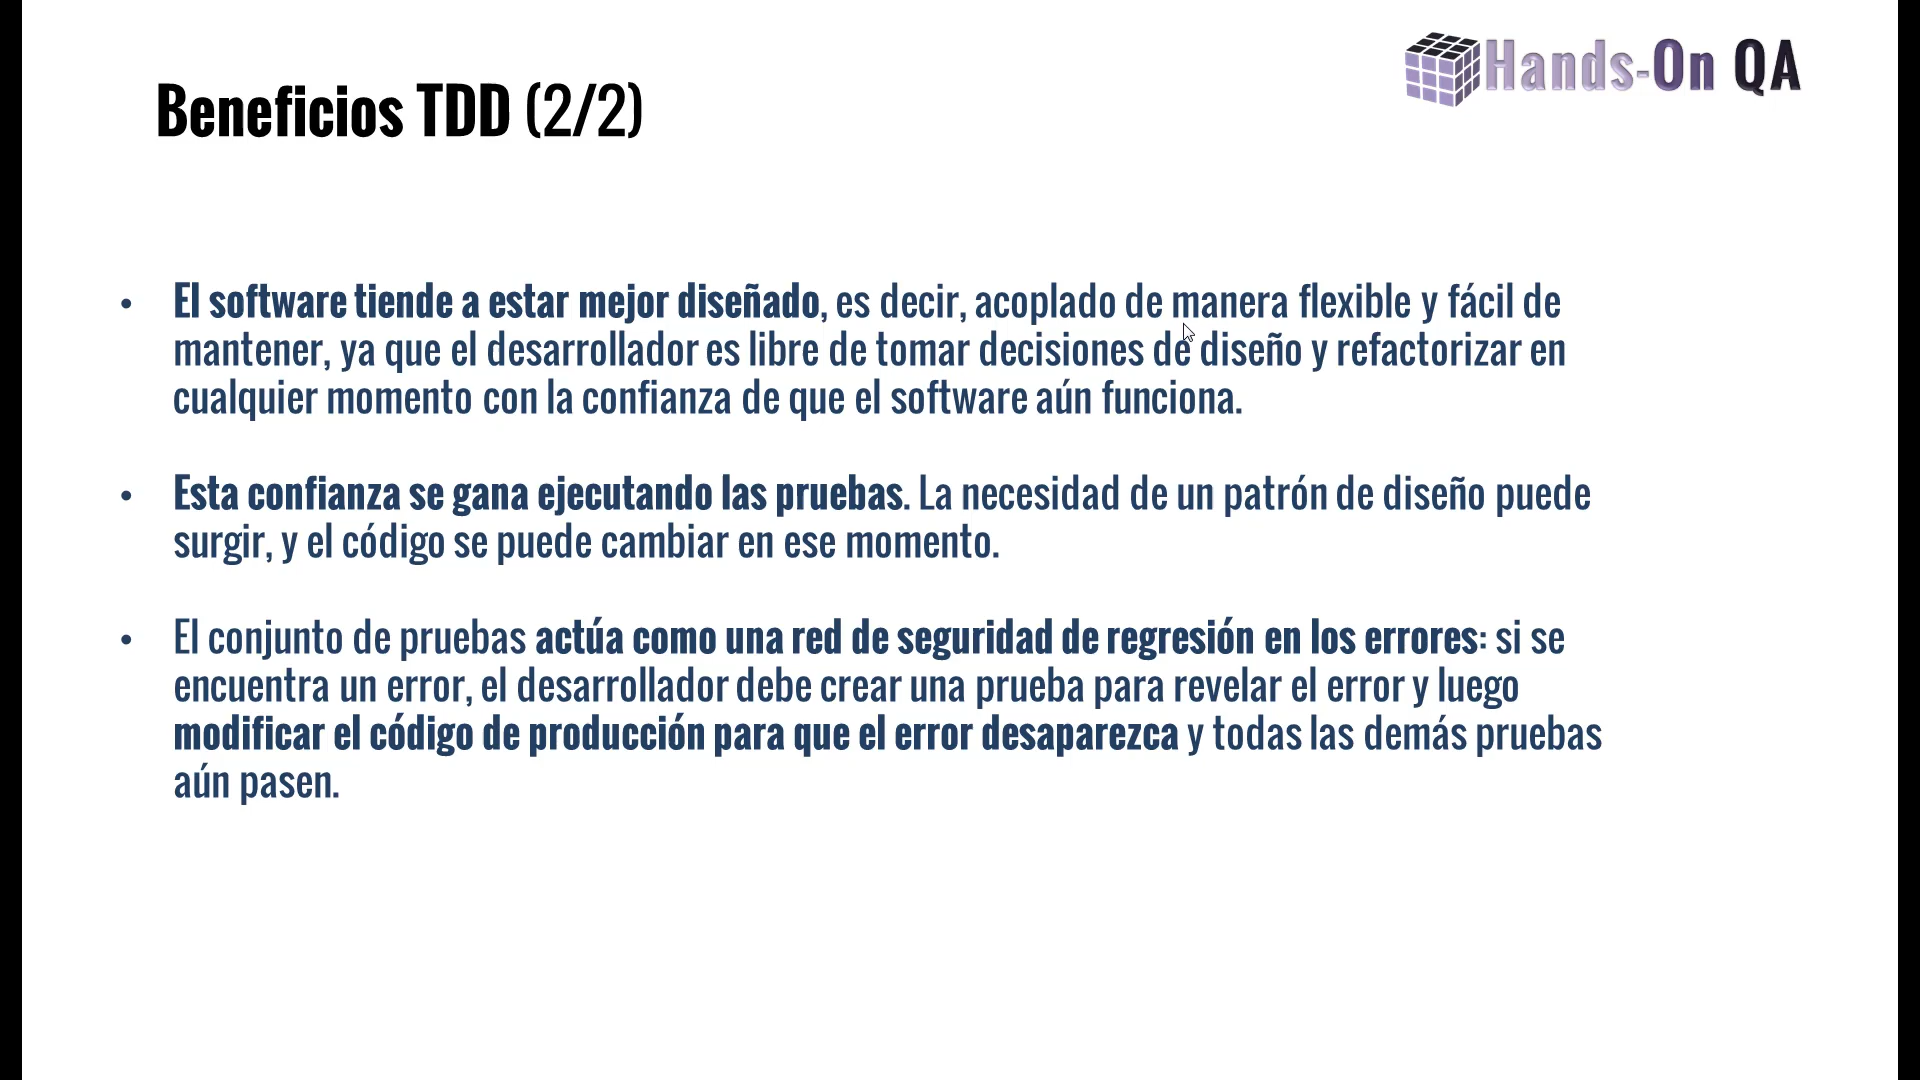 Hands-On QA
Beneficios TDD (2/2)
• El software tiende a estar mejor diseñado, es decir, acoplado de manera flexible y fácil de
mantener, ya que el desarrollador es libre de tomar decisiones de diseño y refactorizar en
cualquier momento con la confianza de que el software aún funciona.
• Esta confianza se gana ejecutando las pruebas. La necesidad de un patrón de diseño puede
surgir, y el código se puede cambiar en ese momento.
• El conjunto de pruebas actúa como una red de seguridad de regresión en los errores: si se
encuentra un error, el desarrollador debe crear una prueba para revelar el error y luego
modificar el código de producción para que el error desaparezca y todas las demás pruebas
aún pasen.